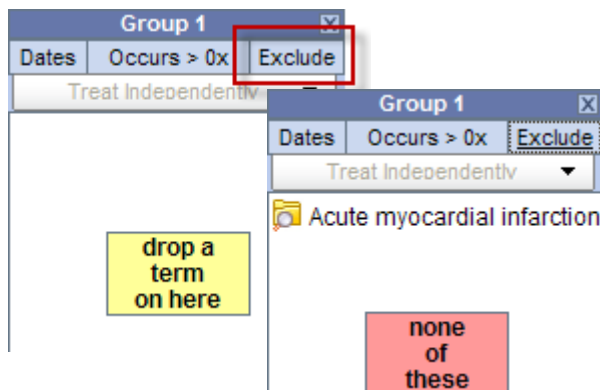 Group 1
Dates Occurs > 0x Exclude
Treat Independently
drop a
term
on here
Group 1
Dates Occurs > 0x Exclude
Treat Independently
Acute myocardial infarction
none
of
these